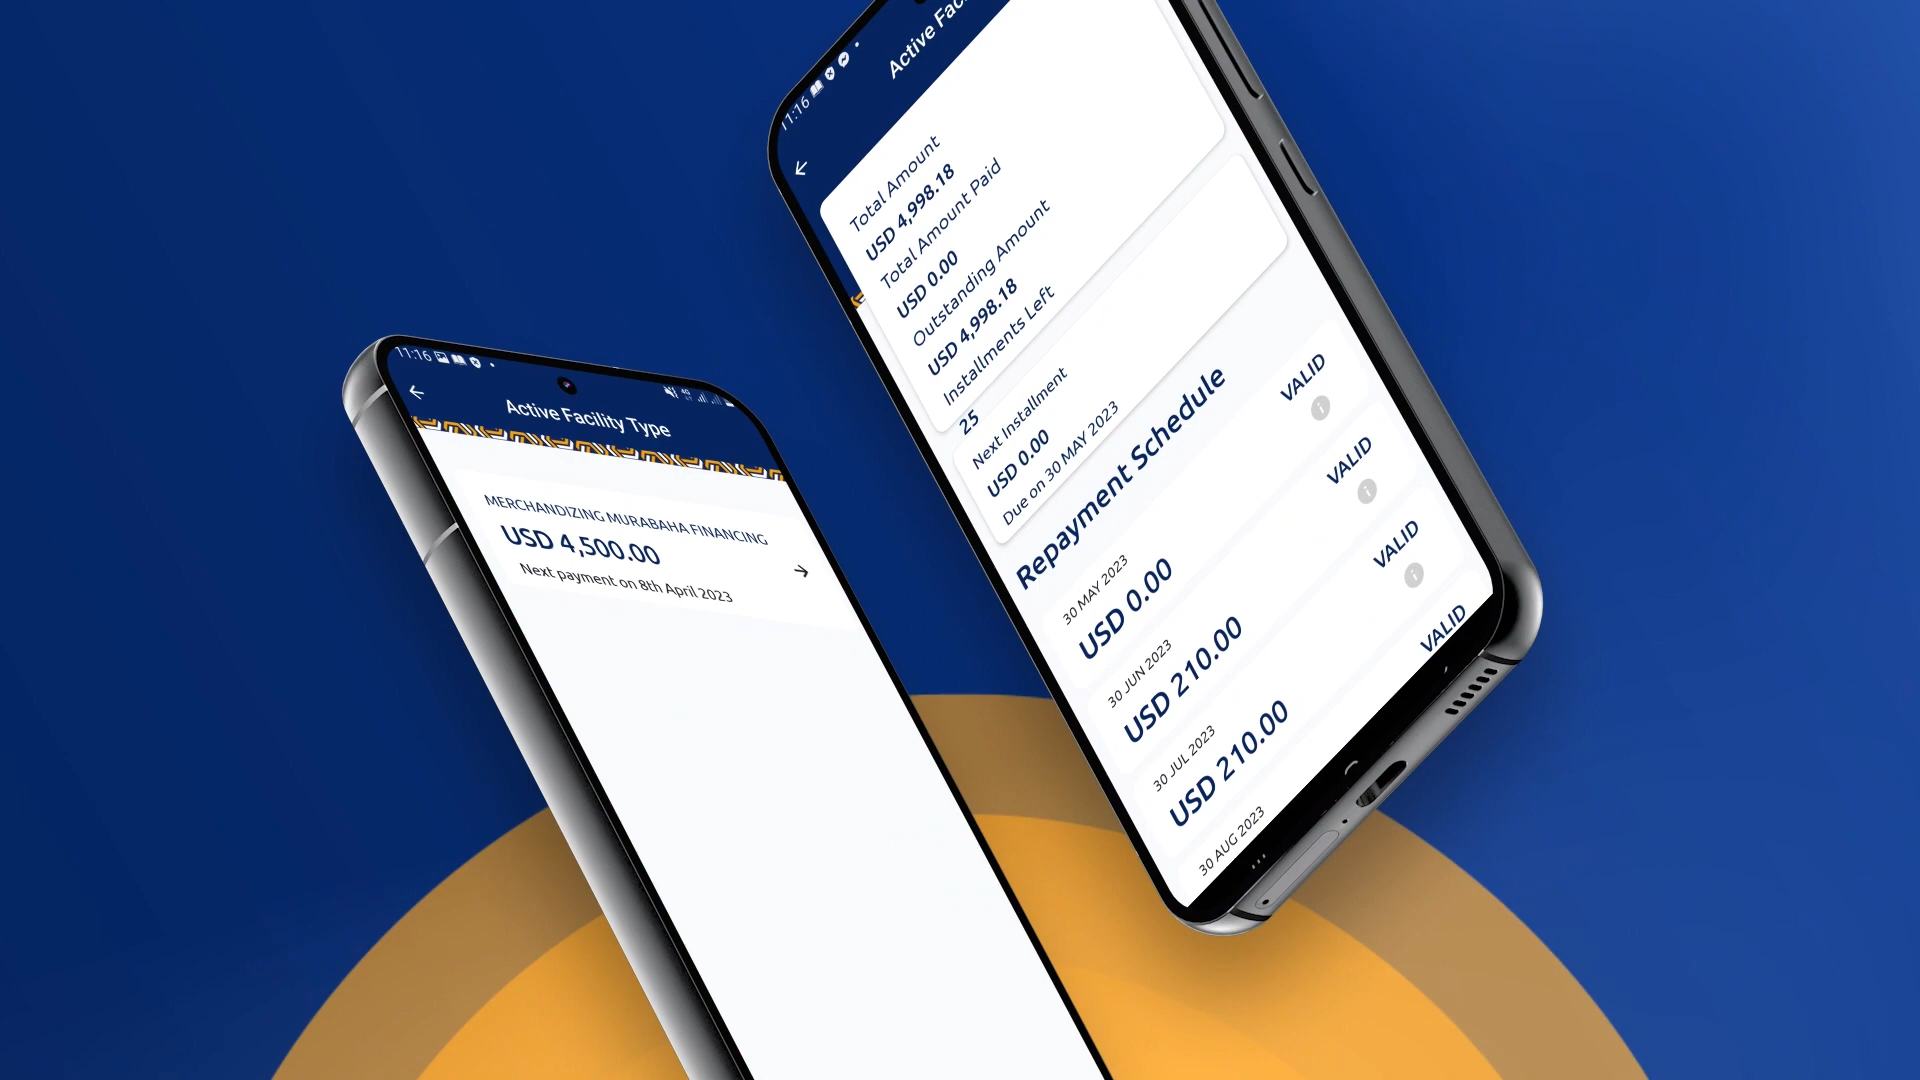 11:16
Active Facility Type
MERCHANDIZING MURABAHA FINANCING
USD 4,500.00
Next payment on 8th April 2023
11:16
Active
Total Amount
USD 4,998.18
Total Amount Paid
USD 0.00
Outstanding Amount
USD 4,998.18
Installments Left
25
Next Installment
USD 0.00
Due on 30 MAY 2023
Repayment Schedule
30 MAY 2023
USD 0.00
VALID
30 JUN 2023
USD 210.00
VALID
30 JUL 2023
USD 210.00
VALID
30 AUG 2023
VALID